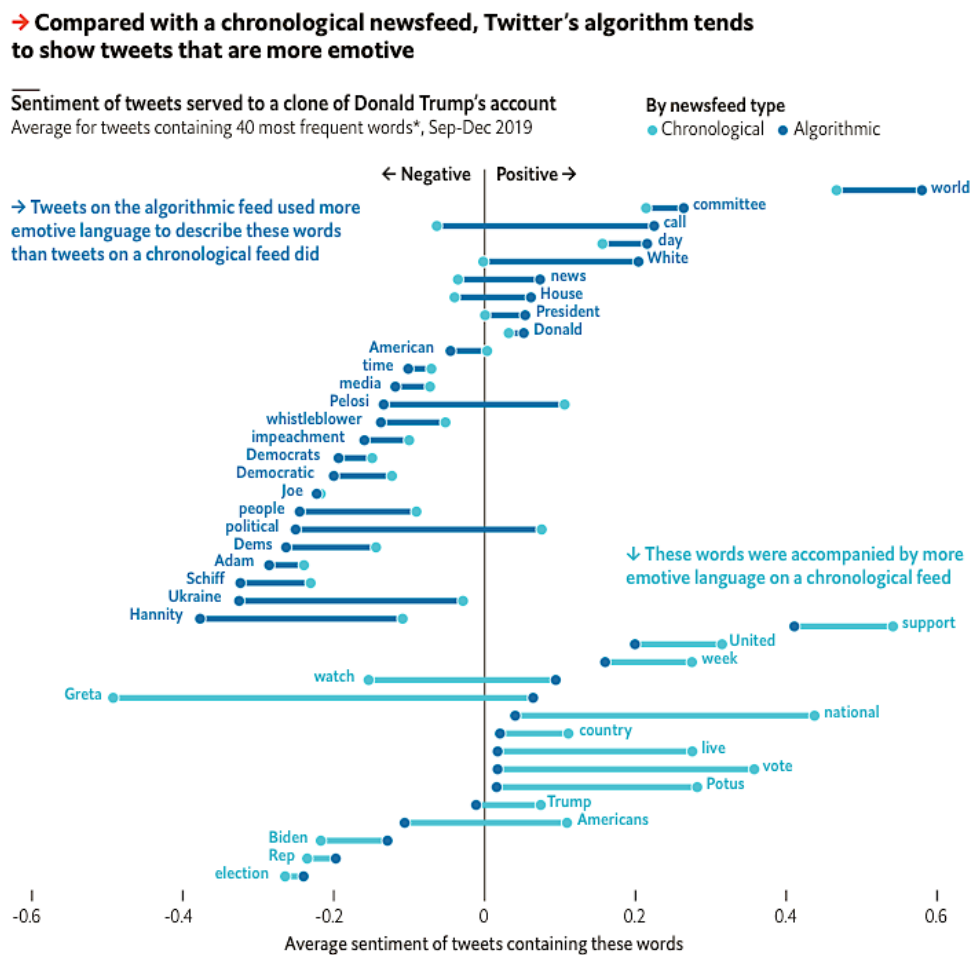 → Compared with a chronological newsfeed, Twitter's algorithm tends
to show tweets that are more emotive
Sentiment of tweets served to a clone of Donald Trump's account
Average for tweets containing 40 most frequent words*, Sep-Dec 2019
By newsfeed type
Chronological Algorithmic
← Negative Positive →
→ Tweets on the algorithmic feed used more
emotive language to describe these words
than tweets on a chronological feed did
world
committee
call
day
White
news
House
President
Donald
American
time
media
Pelosi
whistleblower
impeachment
Democrats
Democratic
Joe
people
political
Dems
Adam
Schiff
Ukraine
Hannity
↓ These words were accompanied by more
emotive language on a chronological feed
support
United
week
watch
Greta
national
country
live
vote
Potus
Trump
Americans
Biden
Rep
election
-0.6 -0.4 -0.2 0 0.2 0.4 0.6
Average sentiment of tweets containing these words